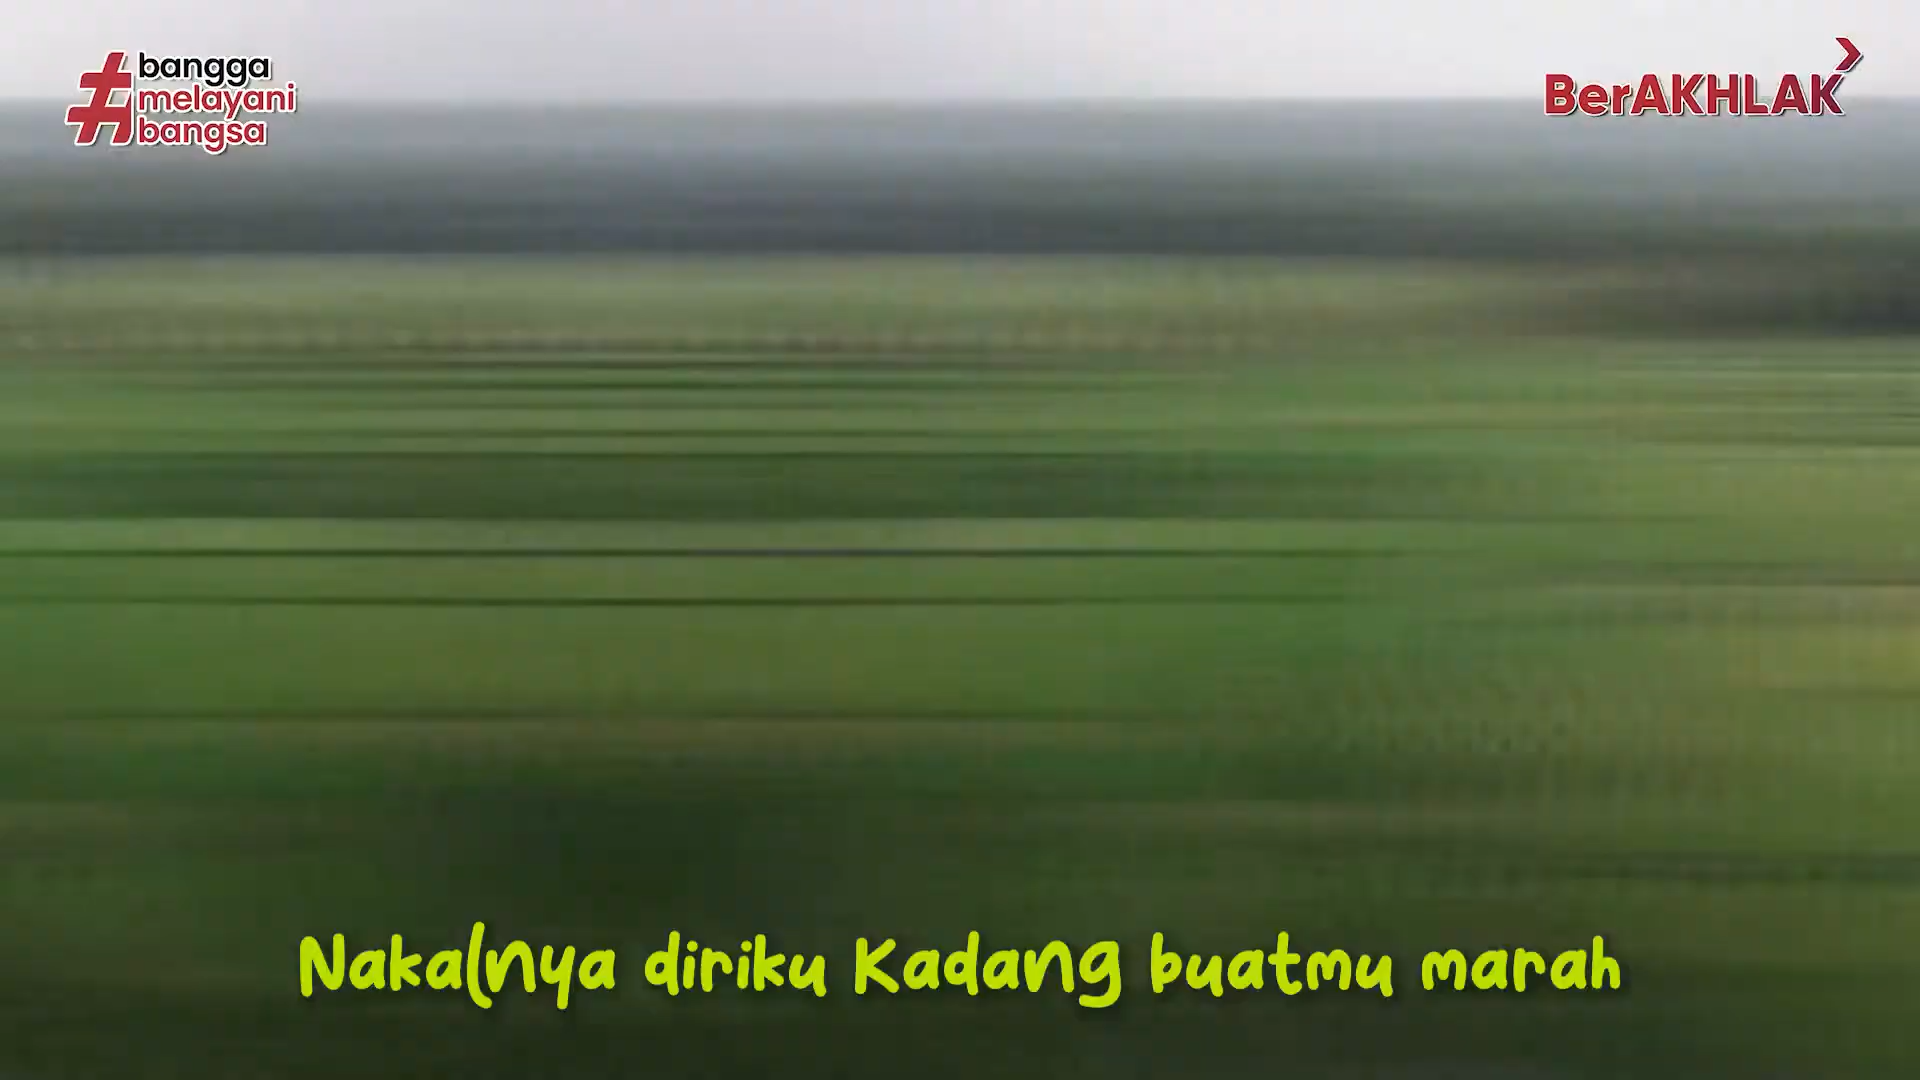 #bangga
melayani
bangsa
BerAKHLAK
Nakalnya diriku Kadang buatmu marah